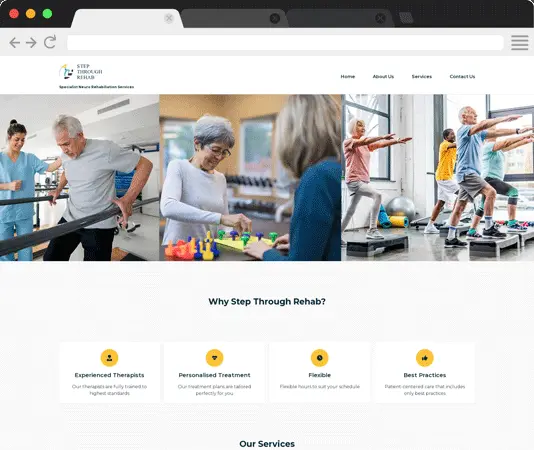 STEP
THROUGH
REHAB
Specialist Neuro Rehabilitation Services
Home About Us Services Contact Us
Why Step Through Rehab?
Experienced Therapists
Our therapists are fully trained to
highest standards
Personalised Treatment
Our treatment plans are tailored
perfectly for you
Flexible
Flexible hours to suit your schedule
Best Practices
Patient-centered care that includes
only best practices
Our Services